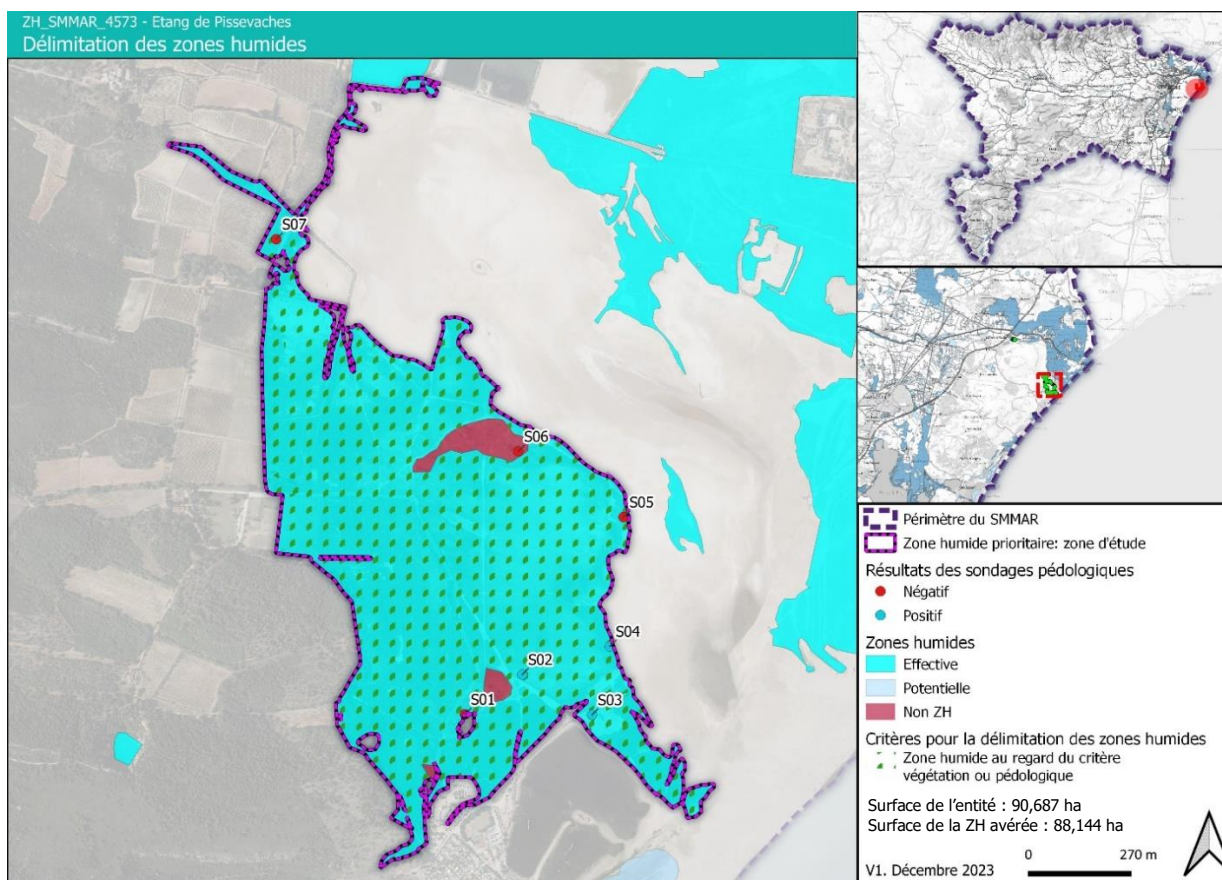 ZH_SMMAR_4573 - Etang de Pissevaches
Délimitation des zones humides
S07
S06
S05
S04
S02
S01
S03
Périmètre du SMMAR
Zone humide prioritaire: zone d'étude
Résultats des sondages pédologiques
Négatif
Positif
Zones humides
Effective
Potentielle
Non ZH
Critères pour la délimitation des zones humides
Zone humide au regard du critère
végétation ou pédologique
Surface de l'entité : 90,687 ha
Surface de la ZH avérée : 88,144 ha
V1. Décembre 2023
0
270 m